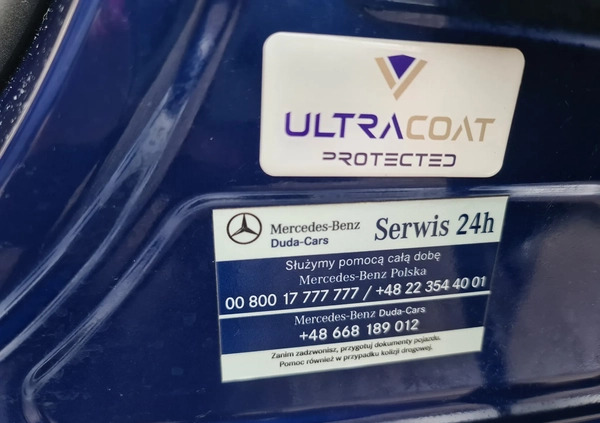 ULTRACOAT
PROTECTED
Mercedes-Benz
Duda-Cars
Serwis 24h
Służymy pomocą całą dobę
Mercedes-Benz Polska
00 800 17 777 777 / +48 22 354 40 01
Mercedes-Benz Duda-Cars
+48 668 189 012
Zanim zadzwonisz, przygotuj dokumenty pojazdu.
Pomoc również w przypadku kolizji drogowej.